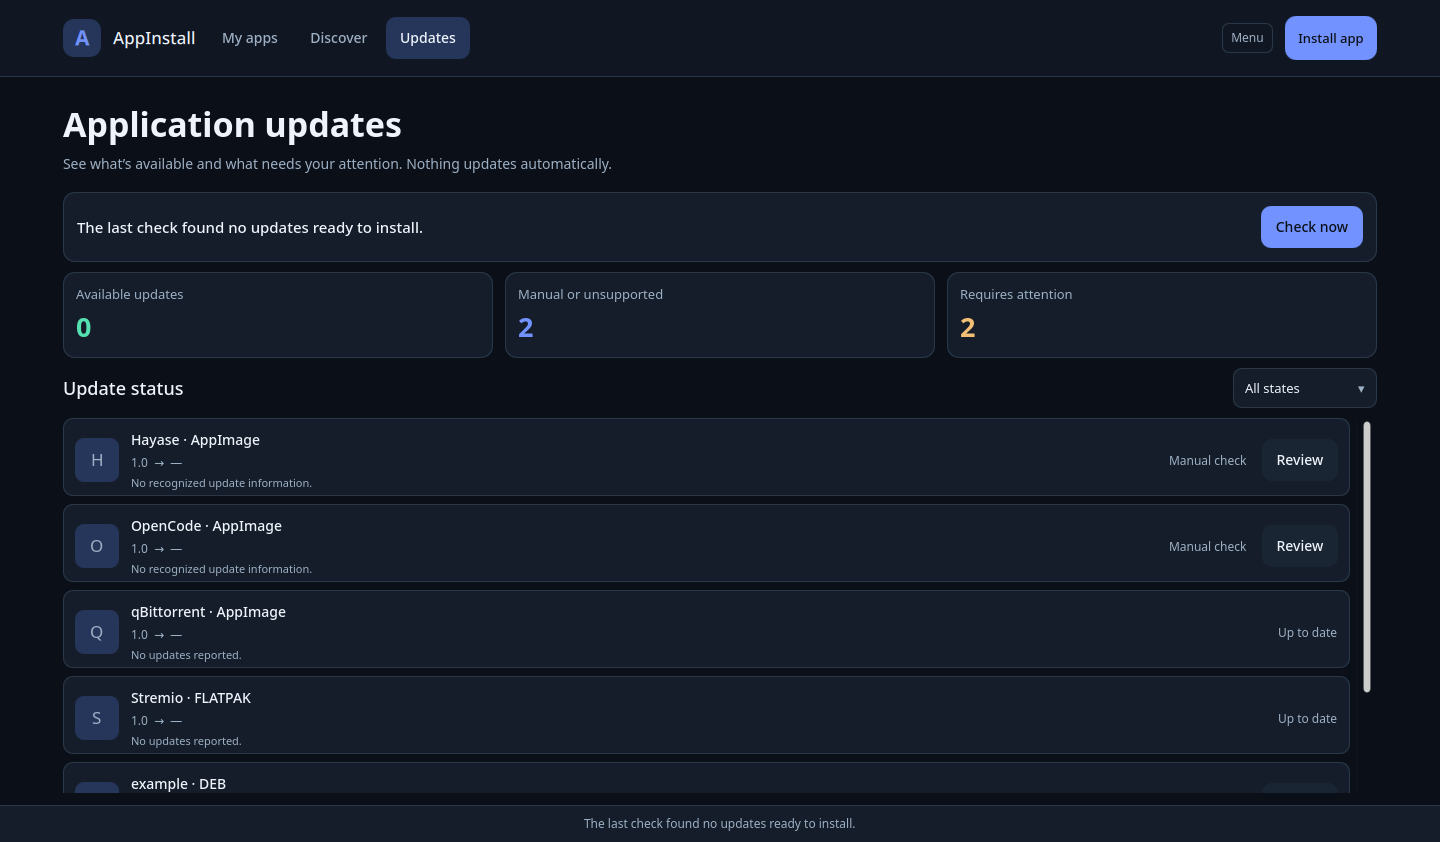 A AppInstall My apps Discover Updates Menu Install app
Application updates
See what’s available and what needs your attention. Nothing updates automatically.
The last check found no updates ready to install. Check now
Available updates
0
Manual or unsupported
2
Requires attention
2
Update status All states ▾
H
Hayase · AppImage
1.0 → —
No recognized update information.
Manual check Review
O
OpenCode · AppImage
1.0 → —
No recognized update information.
Manual check Review
Q
qBittorrent · AppImage
1.0 → —
No updates reported.
Up to date
S
Stremio · FLATPAK
1.0 → —
No updates reported.
Up to date
example · DEB
The last check found no updates ready to install.